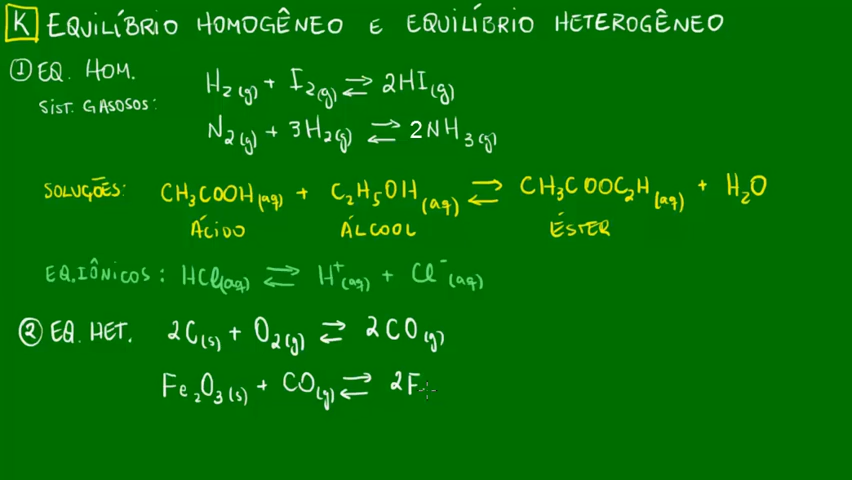 K EQUILÍBRIO HOMOGÊNEO E EQUILÍBRIO HETEROGÊNEO
① EQ. HOM.
SIST. GASOSOS: H₂(g) + I₂(g) ⇄ 2HI(g)
N₂(g) + 3H₂(g) ⇄ 2NH₃(g)
SOLUÇÕES: CH₃COOH(aq) + C₂H₅OH(aq) ⇄ CH₃COOC₂H(aq) + H₂O
ÁCIDO ÁLCOOL ÉSTER
EQ. IÔNICOS: HCl(aq) ⇄ H⁺(aq) + Cl⁻(aq)
② EQ. HET. 2C(s) + O₂(g) ⇄ 2CO(g)
Fe₂O₃(s) + CO(g) ⇄ 2F